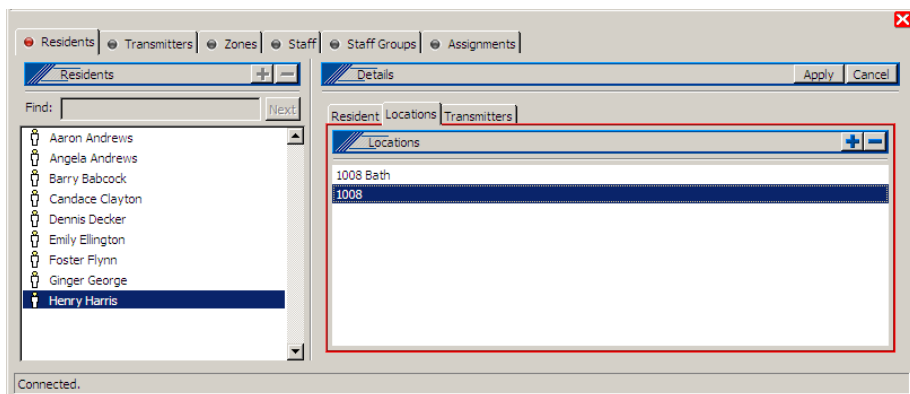 Residents Transmitters Zones Staff Staff Groups Assignments
Residents
Details Apply Cancel
Find: Next
Resident Locations Transmitters
Locations
Aaron Andrews
Angela Andrews
Barry Babcock
Candace Clayton
Dennis Decker
Emily Ellington
Foster Flynn
Ginger George
Henry Harris
1008 Bath
1008
Connected.